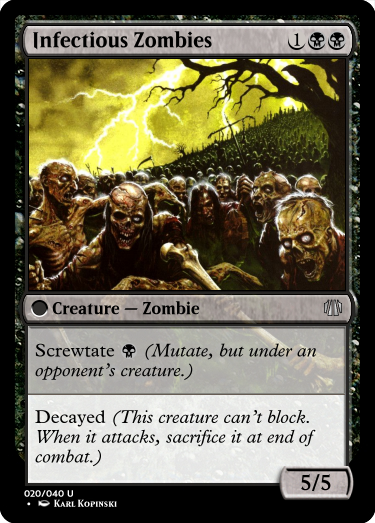 Infectious Zombies 1
Creature — Zombie
Screwtate (Mutate, but under an
opponent's creature.)
Decayed (This creature can't block.
When it attacks, sacrifice it at end of
combat.)
5/5
020/040 U
• Karl Kopinski